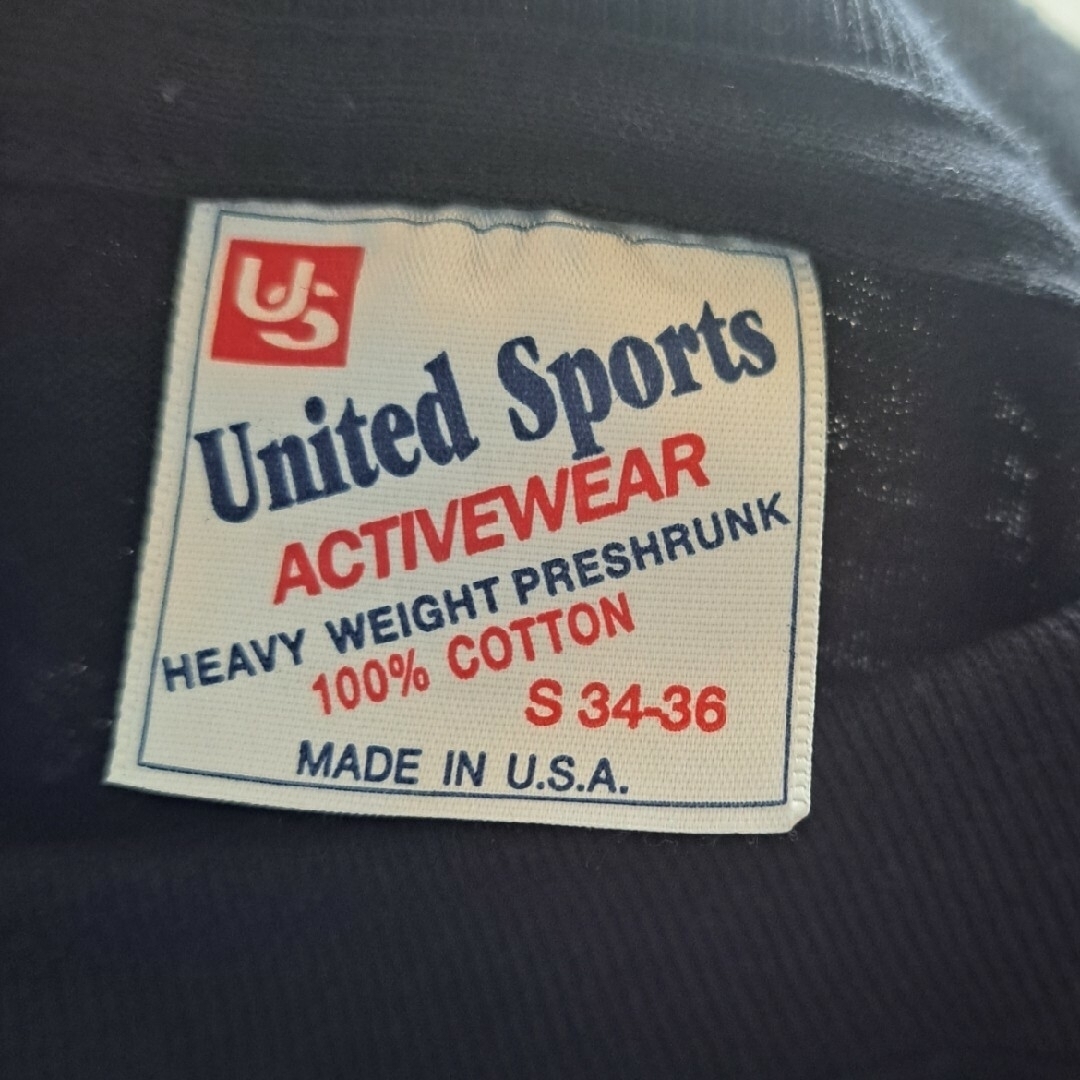 US
United Sports
ACTIVEWEAR
HEAVY WEIGHT PRESHRUNK
100% COTTON
S 34-36
MADE IN U.S.A.